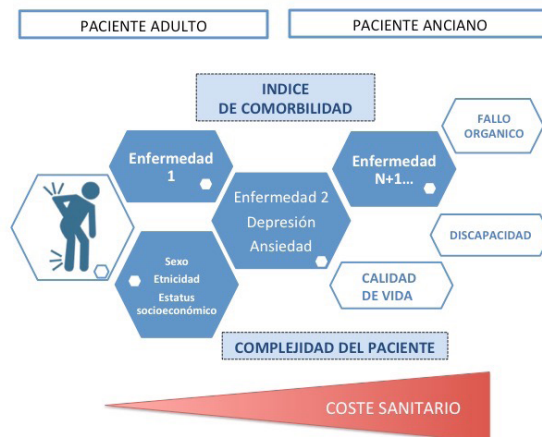 PACIENTE ADULTO
PACIENTE ANCIANO
INDICE
DE COMORBILIDAD
FALLO
ORGANICO
Enfermedad
1
Enfermedad
N+1...
Enfermedad 2
Depresión
Ansiedad
DISCAPACIDAD
Sexo
Etnicidad
Estatus
socioeconómico
CALIDAD
DE VIDA
COMPLEJIDAD DEL PACIENTE
COSTE SANITARIO